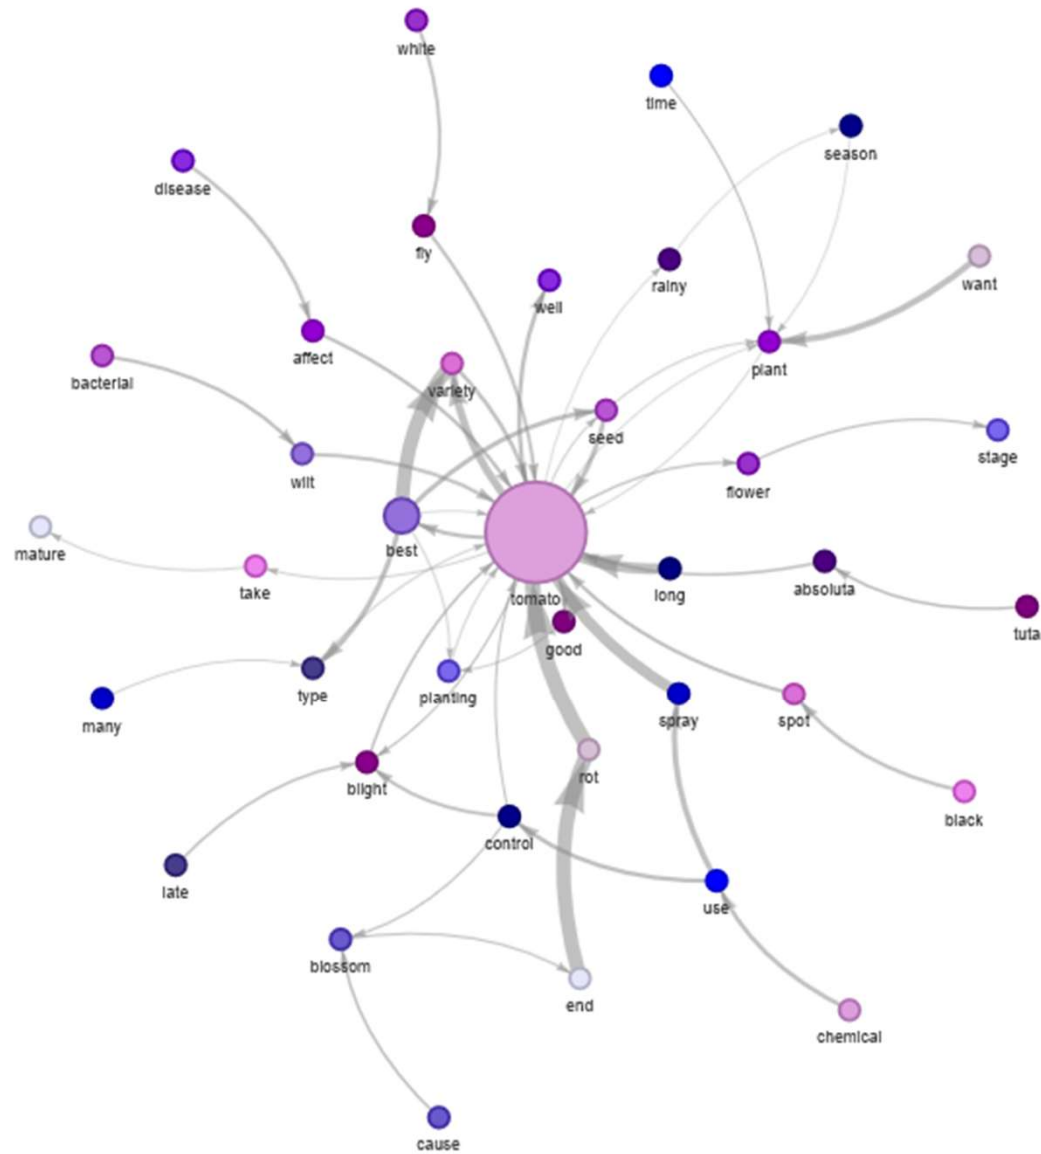 white
time
season
disease
fly
rainy
want
well
affect
plant
bacterial
variety
seed
stage
wilt
flower
best
mature
take
tomato
long
absoluta
tuta
good
type
planting
many
spray
spot
rot
blight
black
control
late
use
blossom
end
chemical
cause